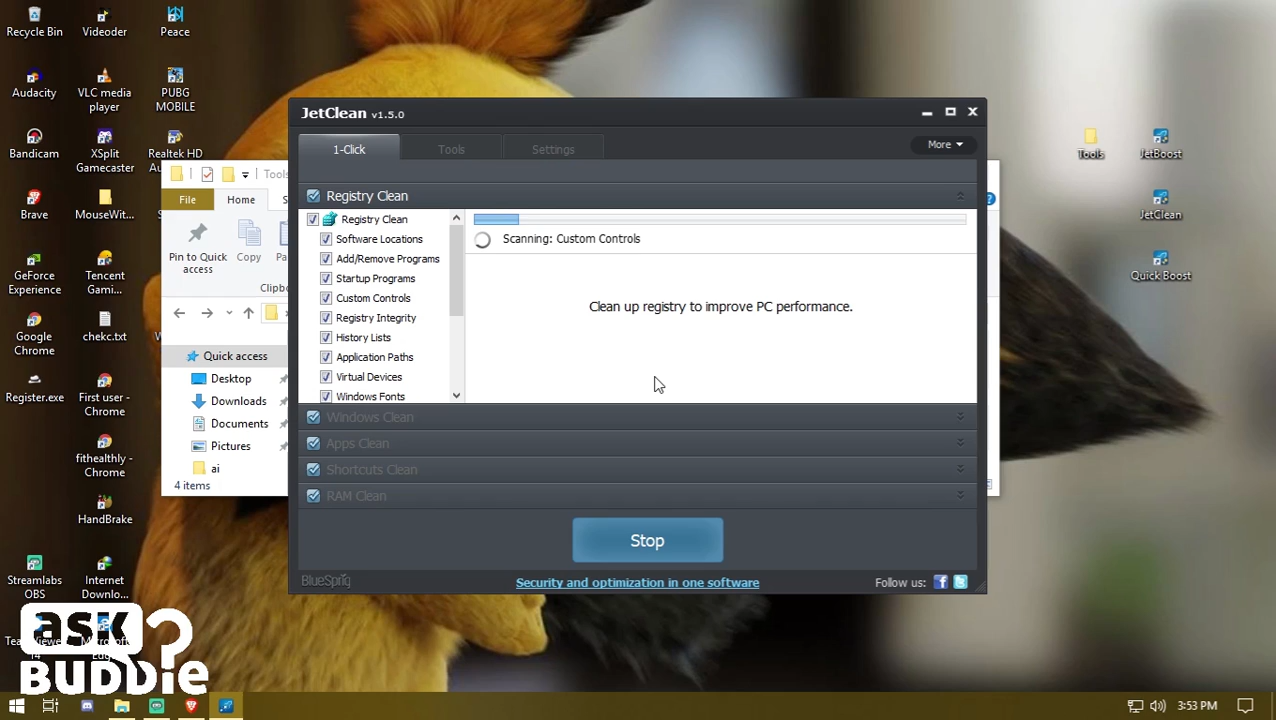 Recycle Bin
Videoder
Peace
Audacity
VLC media
player
PUBG
MOBILE
Bandicam
XSplit
Gamecaster
Realtek HD
Brave
MouseWit...
GeForce
Experience
Tencent
Gami...
Google
Chrome
chekc.txt
Register.exe
First user -
Chrome
fithealthly -
Chrome
HandBrake
Streamlabs
OBS
Internet
Downlo...
Tools
JetBoost
JetClean
Quick Boost
Tools
File
Home
Pin to Quick
access
Copy
Quick access
Desktop
Downloads
Documents
Pictures
ai
4 items
JetClean v1.5.0
1-Click
Tools
Settings
More
Registry Clean
Registry Clean
Software Locations
Add/Remove Programs
Startup Programs
Custom Controls
Registry Integrity
History Lists
Application Paths
Virtual Devices
Windows Fonts
Scanning: Custom Controls
Clean up registry to improve PC performance.
Windows Clean
Apps Clean
Shortcuts Clean
RAM Clean
Stop
BlueSprig
Security and optimization in one software
Follow us:
ask
BUDDIE
3:53 PM